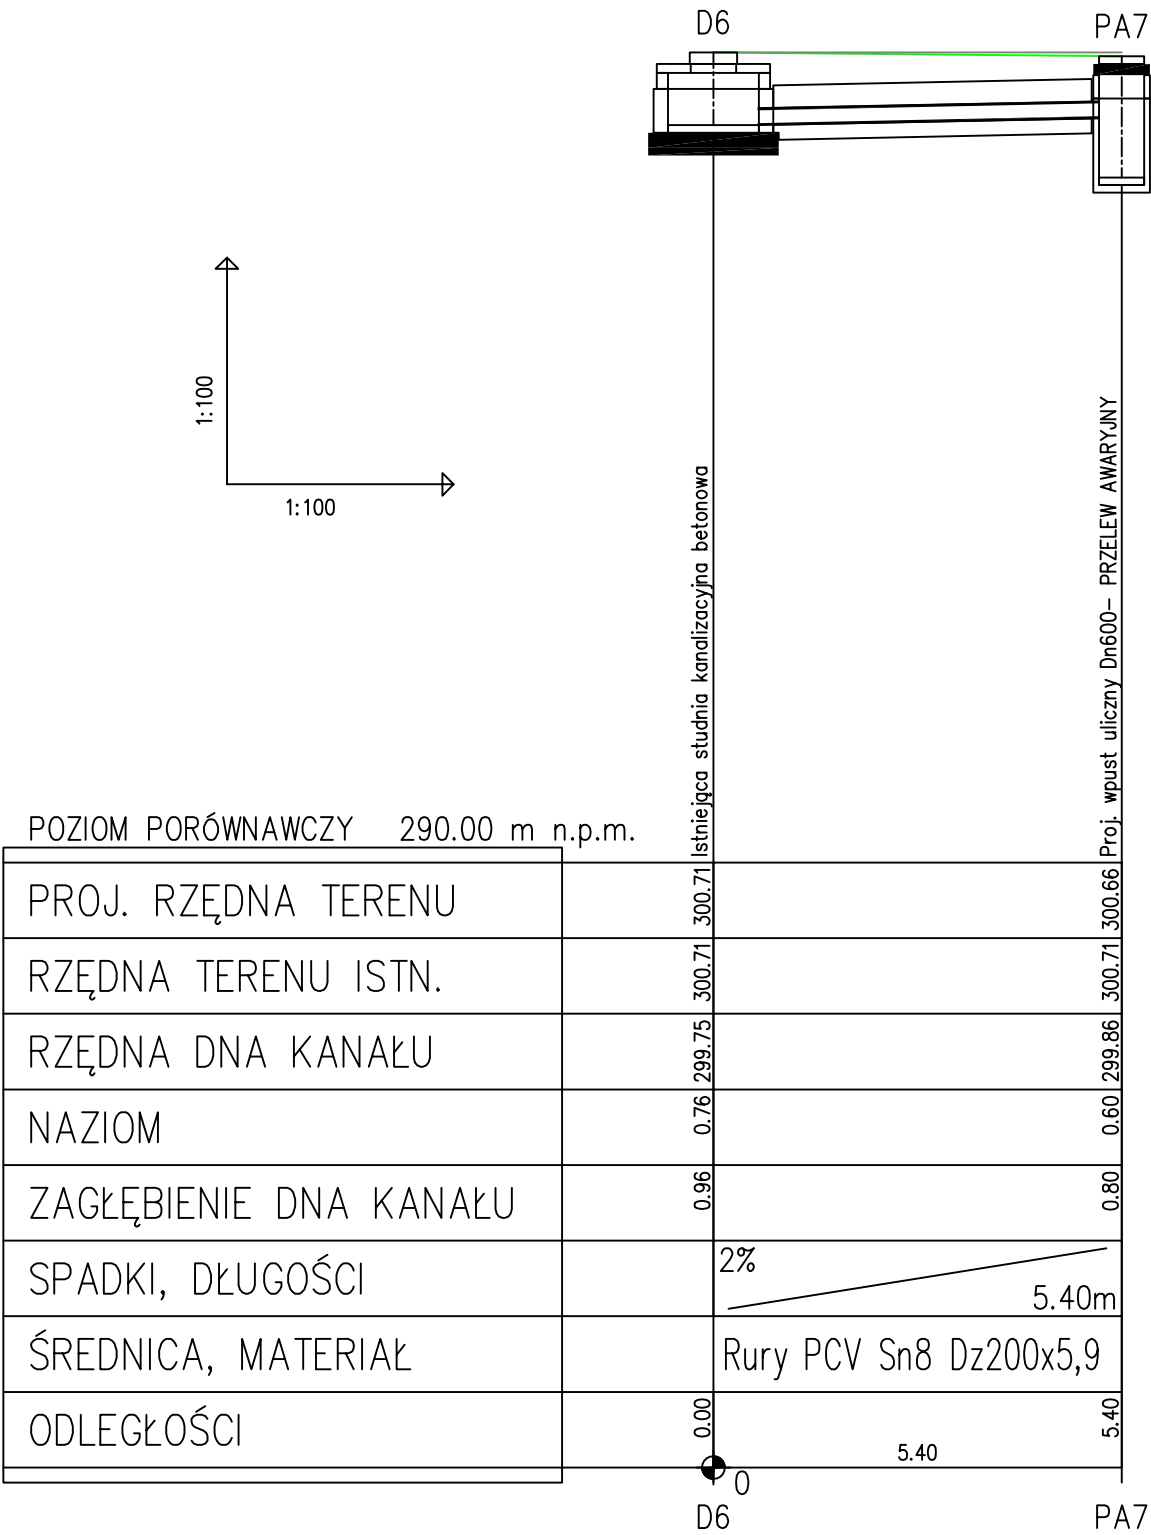 D6 PA7
1:100
1:100
Istniejąca studnia kanalizacyjna betonowa
Proj. wpust uliczny Dn600- PRZELEW AWARYJNY
POZIOM PORÓWNAWCZY 290.00 m n.p.m.
PROJ. RZĘDNA TERENU 300.71 300.66
RZĘDNA TERENU ISTN. 300.71 300.71
RZĘDNA DNA KANAŁU 299.75 299.86
NAZIOM 0.76 0.60
ZAGŁĘBIENIE DNA KANAŁU 0.96 0.80
SPADKI, DŁUGOŚCI 2% 5.40m
ŚREDNICA, MATERIAŁ Rury PCV Sn8 Dz200x5,9
ODLEGŁOŚCI 0.00 5.40 5.40
0
D6 PA7